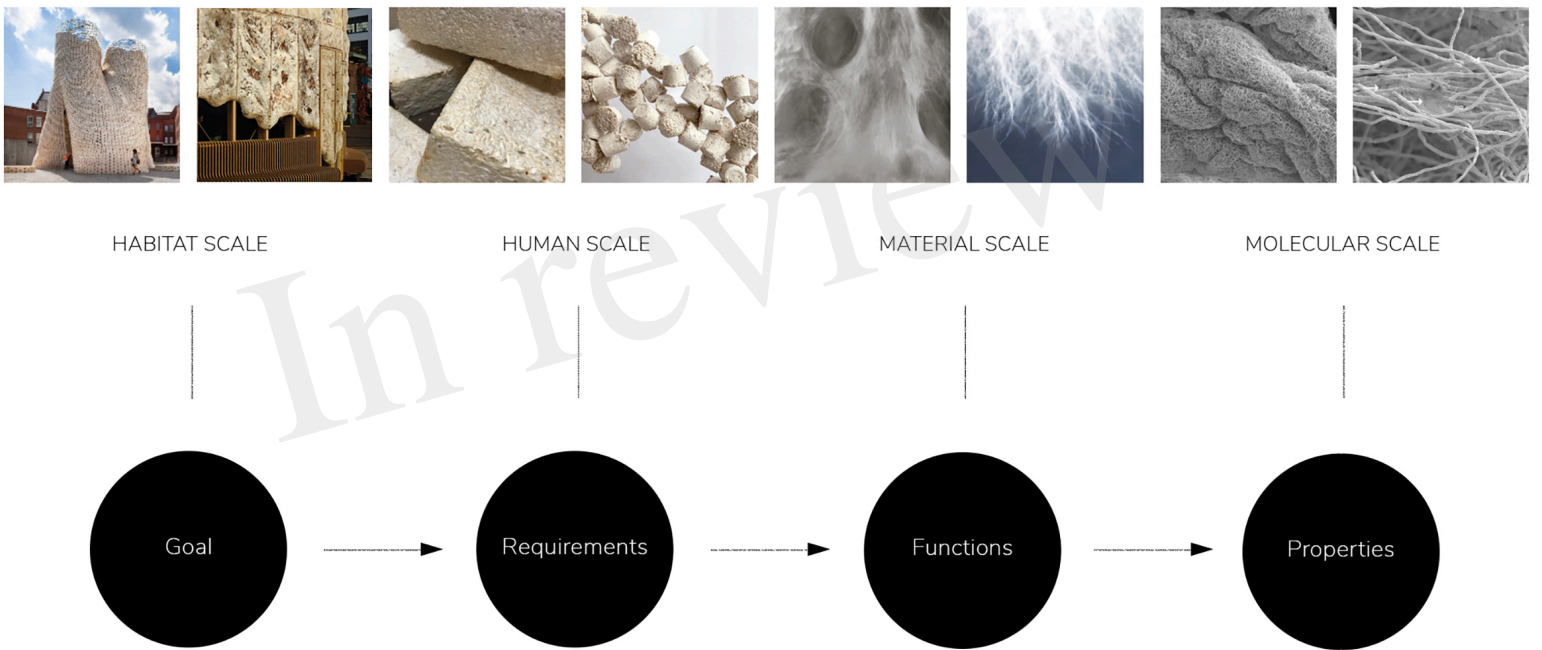 HABITAT SCALE
HUMAN SCALE
MATERIAL SCALE
MOLECULAR SCALE
In review
Goal
Requirements
Functions
Properties